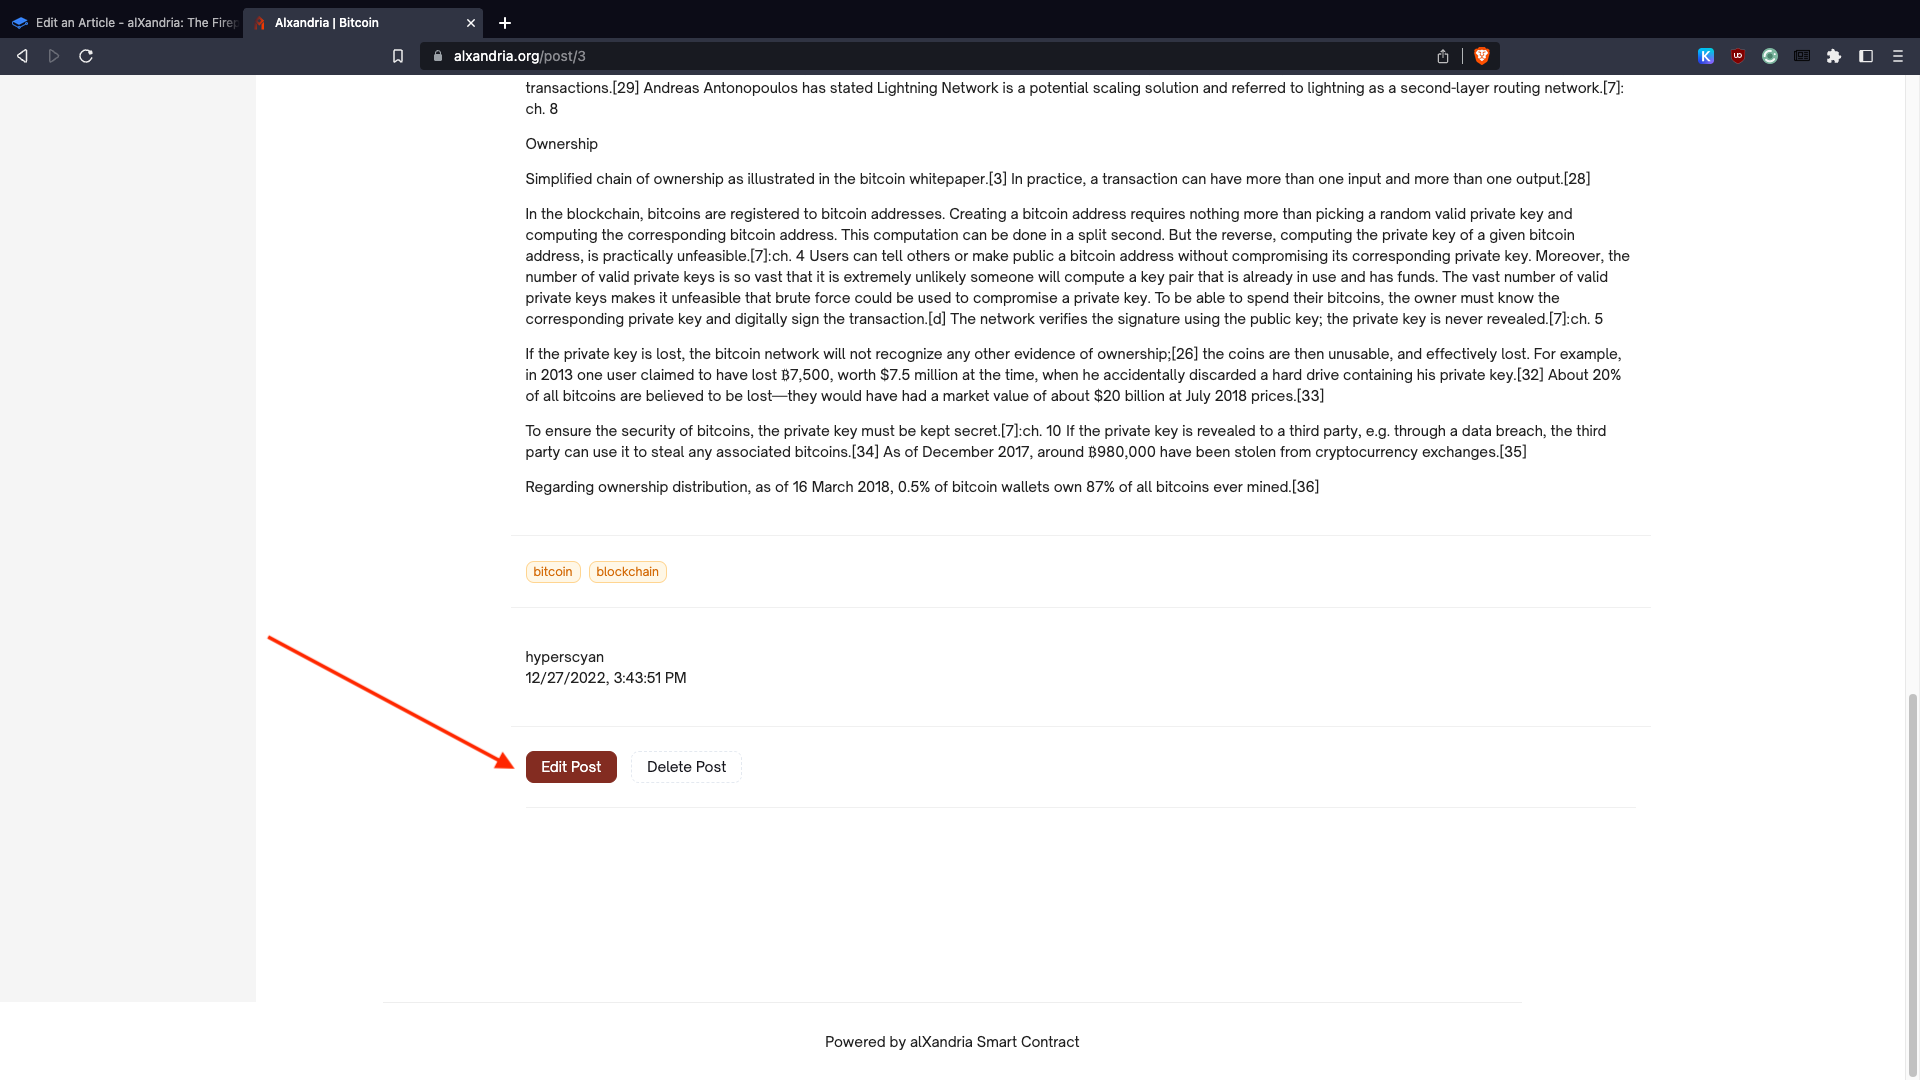 Edit an Article - alXandria: The Firep
Alxandria | Bitcoin
alxandria.org/post/3
transactions.[29] Andreas Antonopoulos has stated Lightning Network is a potential scaling solution and referred to lightning as a second-layer routing network.[7]:
ch. 8
Ownership
Simplified chain of ownership as illustrated in the bitcoin whitepaper.[3] In practice, a transaction can have more than one input and more than one output.[28]
In the blockchain, bitcoins are registered to bitcoin addresses. Creating a bitcoin address requires nothing more than picking a random valid private key and
computing the corresponding bitcoin address. This computation can be done in a split second. But the reverse, computing the private key of a given bitcoin
address, is practically unfeasible.[7]:ch. 4 Users can tell others or make public a bitcoin address without compromising its corresponding private key. Moreover, the
number of valid private keys is so vast that it is extremely unlikely someone will compute a key pair that is already in use and has funds. The vast number of valid
private keys makes it unfeasible that brute force could be used to compromise a private key. To be able to spend their bitcoins, the owner must know the
corresponding private key and digitally sign the transaction.[d] The network verifies the signature using the public key; the private key is never revealed.[7]:ch. 5
If the private key is lost, the bitcoin network will not recognize any other evidence of ownership;[26] the coins are then unusable, and effectively lost. For example,
in 2013 one user claimed to have lost ₿7,500, worth $7.5 million at the time, when he accidentally discarded a hard drive containing his private key.[32] About 20%
of all bitcoins are believed to be lost—they would have had a market value of about $20 billion at July 2018 prices.[33]
To ensure the security of bitcoins, the private key must be kept secret.[7]:ch. 10 If the private key is revealed to a third party, e.g. through a data breach, the third
party can use it to steal any associated bitcoins.[34] As of December 2017, around ₿980,000 have been stolen from cryptocurrency exchanges.[35]
Regarding ownership distribution, as of 16 March 2018, 0.5% of bitcoin wallets own 87% of all bitcoins ever mined.[36]
bitcoin blockchain
hyperscyan
12/27/2022, 3:43:51 PM
Edit Post Delete Post
Powered by alXandria Smart Contract